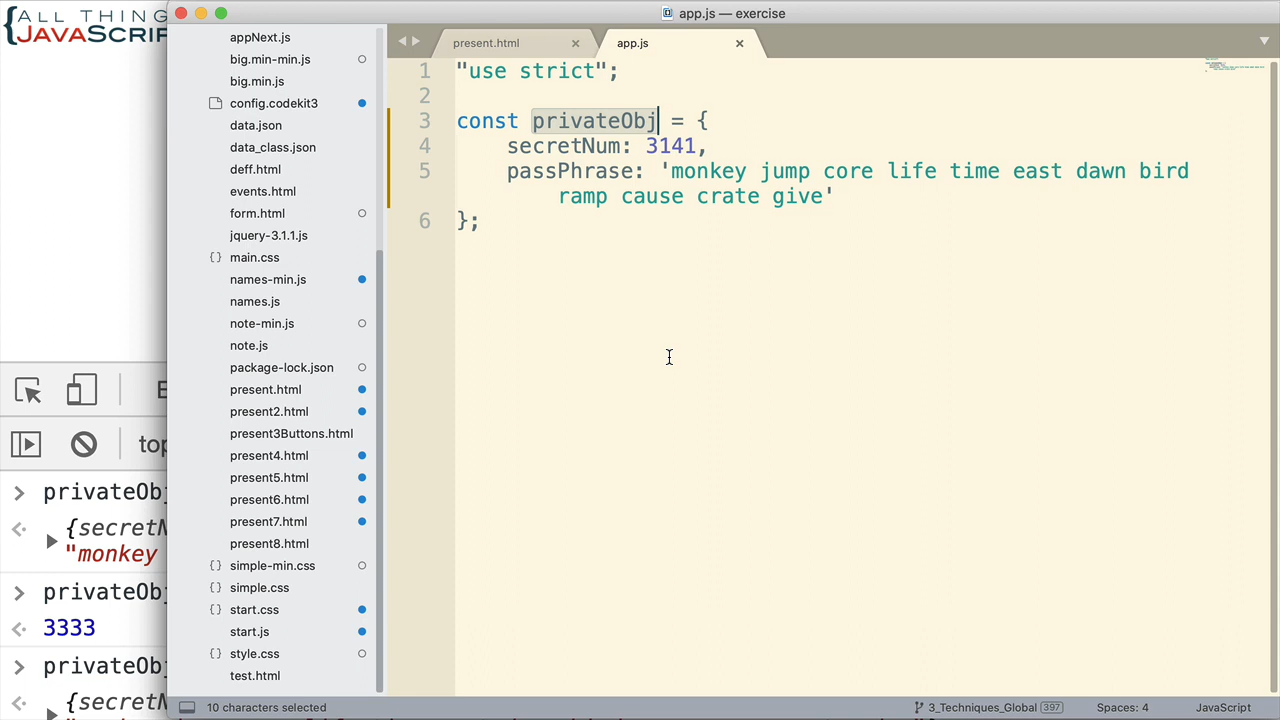 {ALL THING
JAVASCRIPT
app.js — exercise
appNext.js
big.min-min.js
big.min.js
config.codekit3
data.json
data_class.json
deff.html
events.html
form.html
jquery-3.1.1.js
{} main.css
names-min.js
names.js
note-min.js
note.js
package-lock.json
present.html
present2.html
present3Buttons.html
present4.html
present5.html
present6.html
present7.html
present8.html
{} simple-min.css
{} simple.css
{} start.css
start.js
{} style.css
test.html
present.html ×
app.js ×
1 "use strict";
2
3 const privateObj = {
4 secretNum: 3141,
5 passPhrase: 'monkey jump core life time east dawn bird
ramp cause crate give'
6 };
E
top
> privateObj
{secretN
"monkey
> privateObj
3333
> privateObj
{secretN
10 characters selected
3_Techniques_Global 397
Spaces: 4
JavaScript